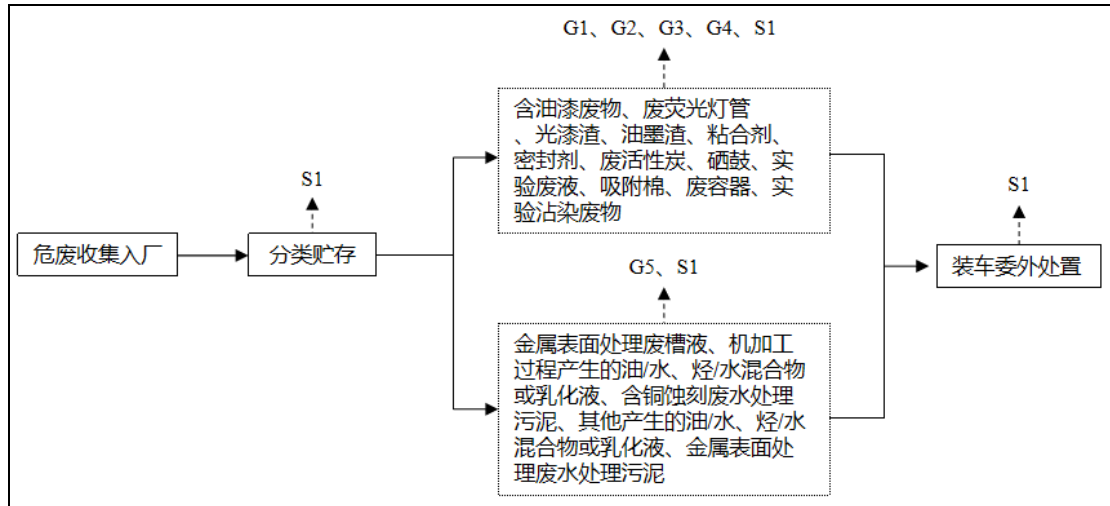 G1、G2、G3、G4、S1
含油漆废物、废荧光灯管
、光漆渣、油墨渣、粘合剂、
密封剂、废活性炭、硒鼓、实
验废液、吸附棉、废容器、实
验沾染废物
S1
S1
危废收集入厂
分类贮存
装车委外处置
G5、S1
金属表面处理废槽液、机加工
过程产生的油/水、烃/水混合物
或乳化液、含铜蚀刻废水处理
污泥、其他产生的油/水、烃/水
混合物或乳化液、金属表面处
理废水处理污泥